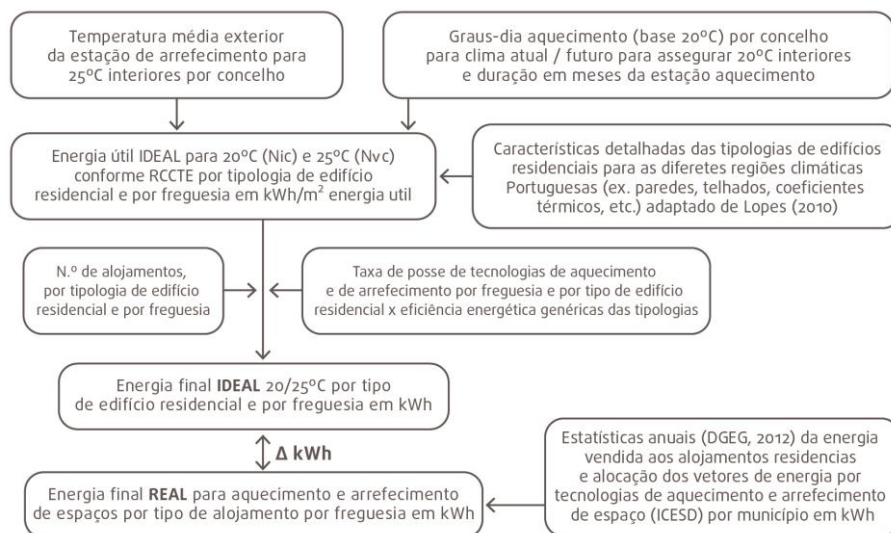 Temperatura média exterior
da estação de arrefecimento para
25ºC interiores por concelho
Graus-dia aquecimento (base 20ºC) por concelho
para clima atual / futuro para assegurar 20ºC interiores
e duração em meses da estação aquecimento
Energia útil IDEAL para 20ºC (Nic) e 25ºC (Nvc)
conforme RCCTE por tipologia de edifício
residencial e por freguesia em kWh/m² energia util
Características detalhadas das tipologias de edifícios
residenciais para as diferetes regiões climáticas
Portuguesas (ex. paredes, telhados, coeficientes
térmicos, etc.) adaptado de Lopes (2010)
N.º de alojamentos,
por tipologia de edifício
residencial e por freguesia
Taxa de posse de tecnologias de aquecimento
e de arrefecimento por freguesia e por tipo de edifício
residencial x eficiência energética genéricas das tipologias
Energia final IDEAL 20/25ºC por tipo
de edifício residencial e por freguesia em kWh
Δ kWh
Energia final REAL para aquecimento e arrefecimento
de espaços por tipo de alojamento por freguesia em kWh
Estatísticas anuais (DGEG, 2012) da energia
vendida aos alojamentos residencias
e alocação dos vetores de energia por
tecnologias de aquecimento e arrefecimento
de espaço (ICESD) por município em kWh